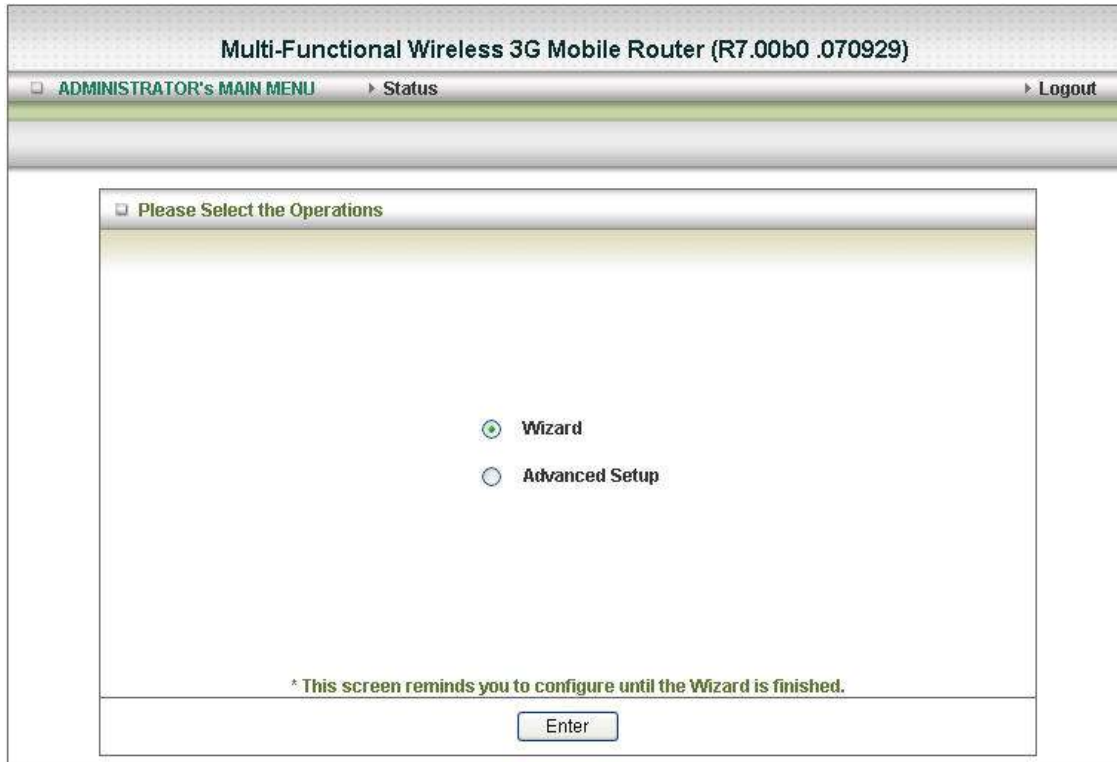 Multi-Functional Wireless 3G Mobile Router (R7.00b0 .070929)
ADMINISTRATOR's MAIN MENU Status Logout
Please Select the Operations
Wizard
Advanced Setup
* This screen reminds you to configure until the Wizard is finished.
Enter